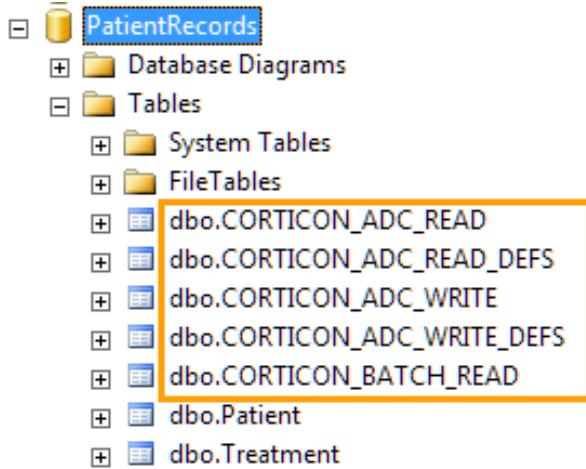 PatientRecords
Database Diagrams
Tables
System Tables
FileTables
dbo.CORTICON_ADC_READ
dbo.CORTICON_ADC_READ_DEFS
dbo.CORTICON_ADC_WRITE
dbo.CORTICON_ADC_WRITE_DEFS
dbo.CORTICON_BATCH_READ
dbo.Patient
dbo.Treatment